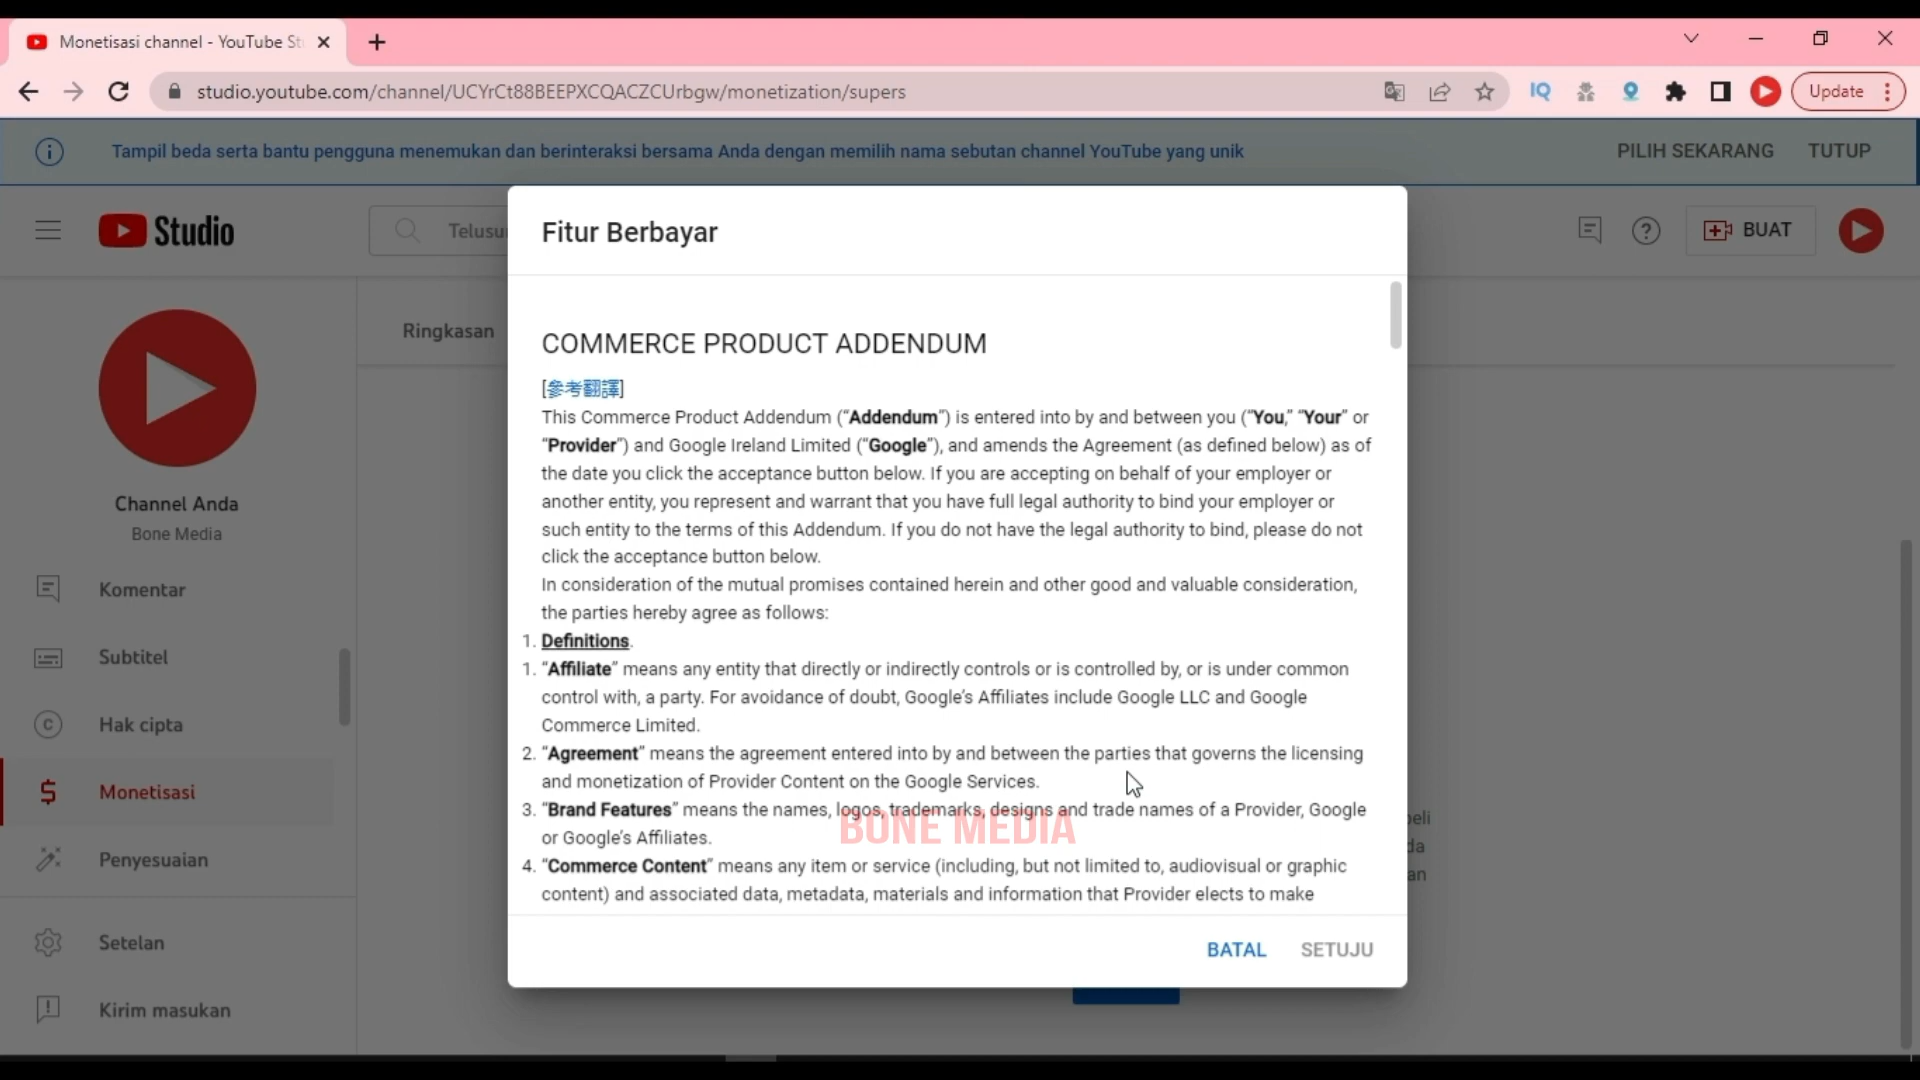 Monetisasi channel - YouTube St
studio.youtube.com/channel/UCYrCt88BEEPXCQACZCUrbgw/monetization/supers
IQ
Update
Tampil beda serta bantu pengguna menemukan dan berinteraksi bersama Anda dengan memilih nama sebutan channel YouTube yang unik
PILIH SEKARANG
TUTUP
Studio
Telusu
BUAT
Channel Anda
Bone Media
Komentar
Subtitel
Hak cipta
Monetisasi
Penyesuaian
Setelan
Kirim masukan
Ringkasan
Fitur Berbayar
COMMERCE PRODUCT ADDENDUM
[參考翻譯]
This Commerce Product Addendum (“Addendum”) is entered into by and between you (“You,” “Your” or
“Provider”) and Google Ireland Limited (“Google”), and amends the Agreement (as defined below) as of
the date you click the acceptance button below. If you are accepting on behalf of your employer or
another entity, you represent and warrant that you have full legal authority to bind your employer or
such entity to the terms of this Addendum. If you do not have the legal authority to bind, please do not
click the acceptance button below.
In consideration of the mutual promises contained herein and other good and valuable consideration,
the parties hereby agree as follows:
1. Definitions.
1. “Affiliate” means any entity that directly or indirectly controls or is controlled by, or is under common
control with, a party. For avoidance of doubt, Google’s Affiliates include Google LLC and Google
Commerce Limited.
2. “Agreement” means the agreement entered into by and between the parties that governs the licensing
and monetization of Provider Content on the Google Services.
3. “Brand Features” means the names, logos, trademarks, designs and trade names of a Provider, Google
or Google’s Affiliates.
BONE MEDIA
4. “Commerce Content” means any item or service (including, but not limited to, audiovisual or graphic
content) and associated data, metadata, materials and information that Provider elects to make
BATAL
SETUJU